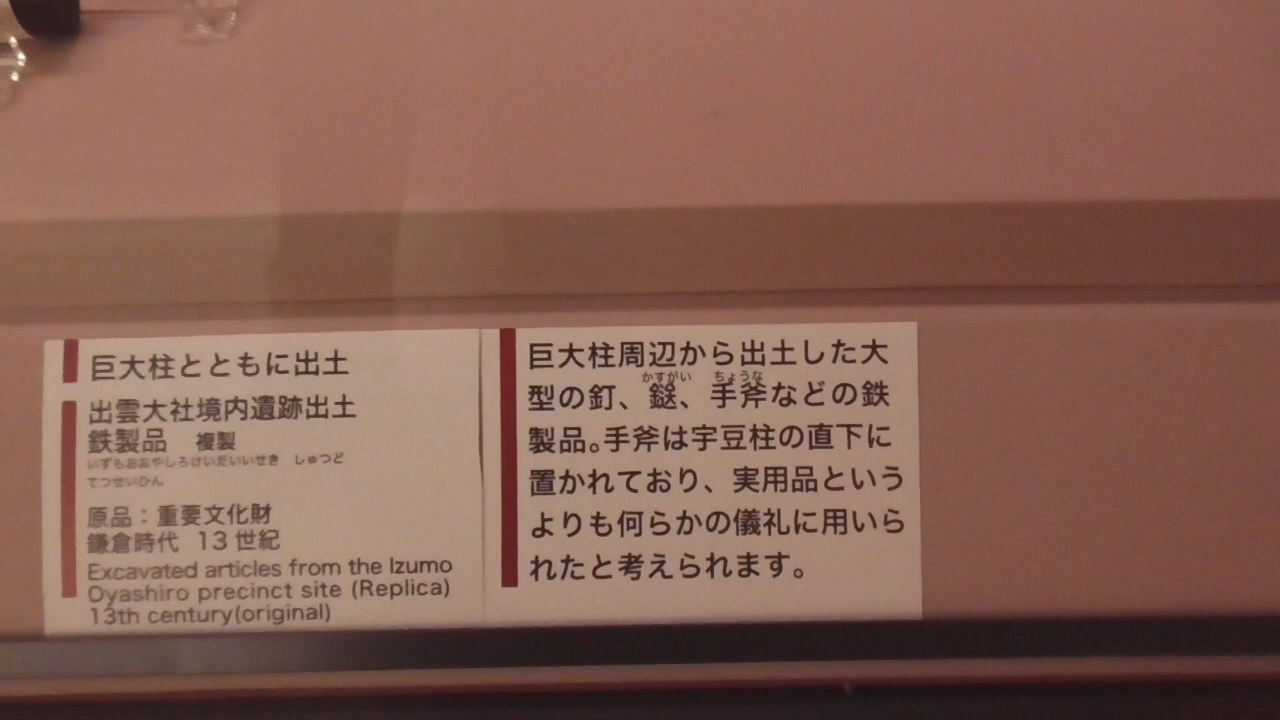 巨大柱とともに出土
出雲大社境内遺跡出土
鉄製品 複製
いずもおおやしろけいだいいせき しゅつど
てつせいひん
原品：重要文化財
鎌倉時代 13世紀
Excavated articles from the Izumo
Oyashiro precinct site (Replica)
13th century(original)
巨大柱周辺から出土した大
かすがい ちょうな
型の釘、鎹、手斧などの鉄
製品。手斧は宇豆柱の直下に
置かれており、実用品という
よりも何らかの儀礼に用いら
れたと考えられます。